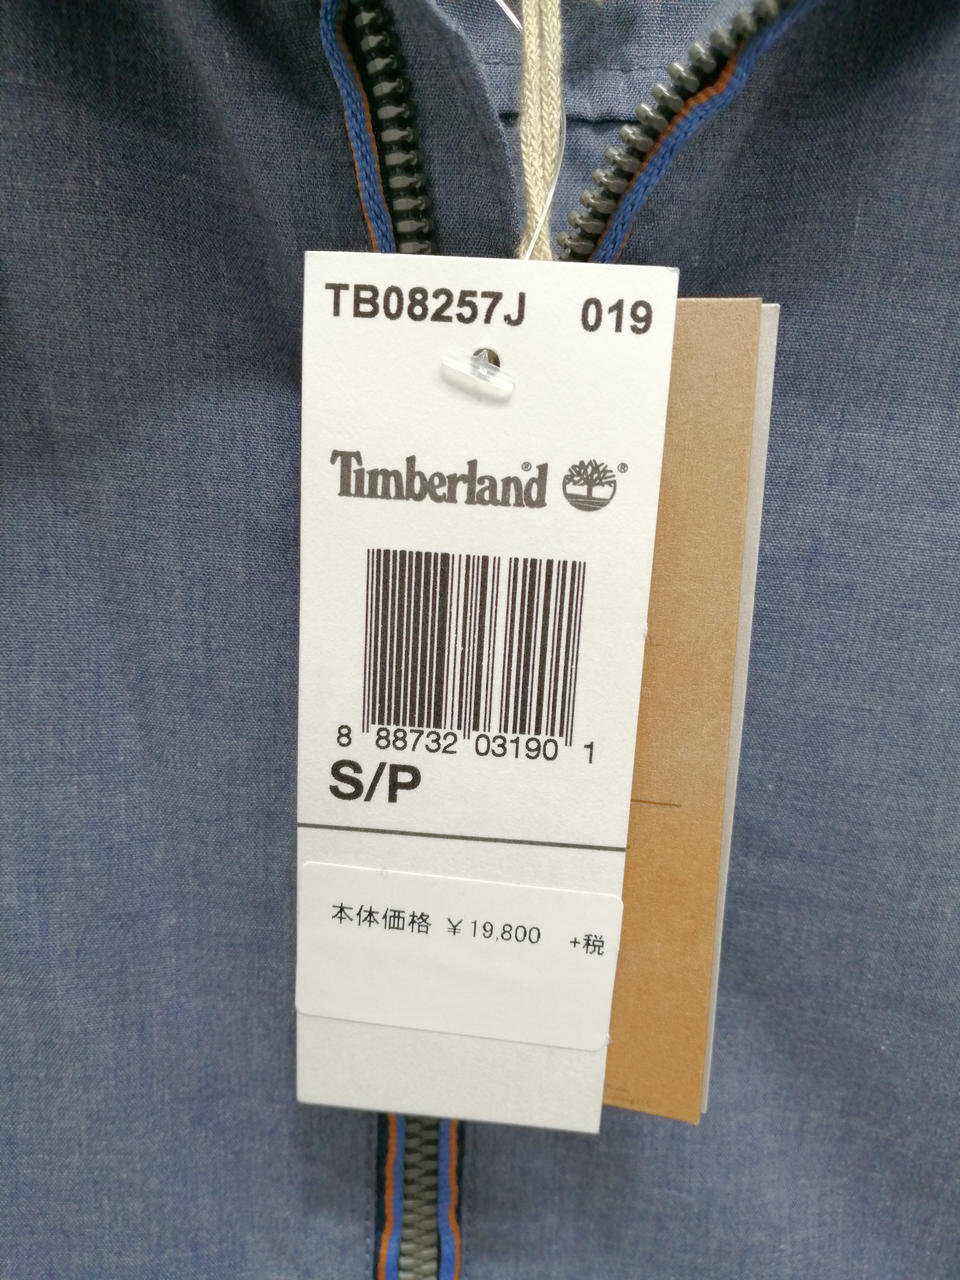 TB08257J 019
Timberland® ®
8 88732 03190 1
S/P
本体価格 ¥19,800 +税